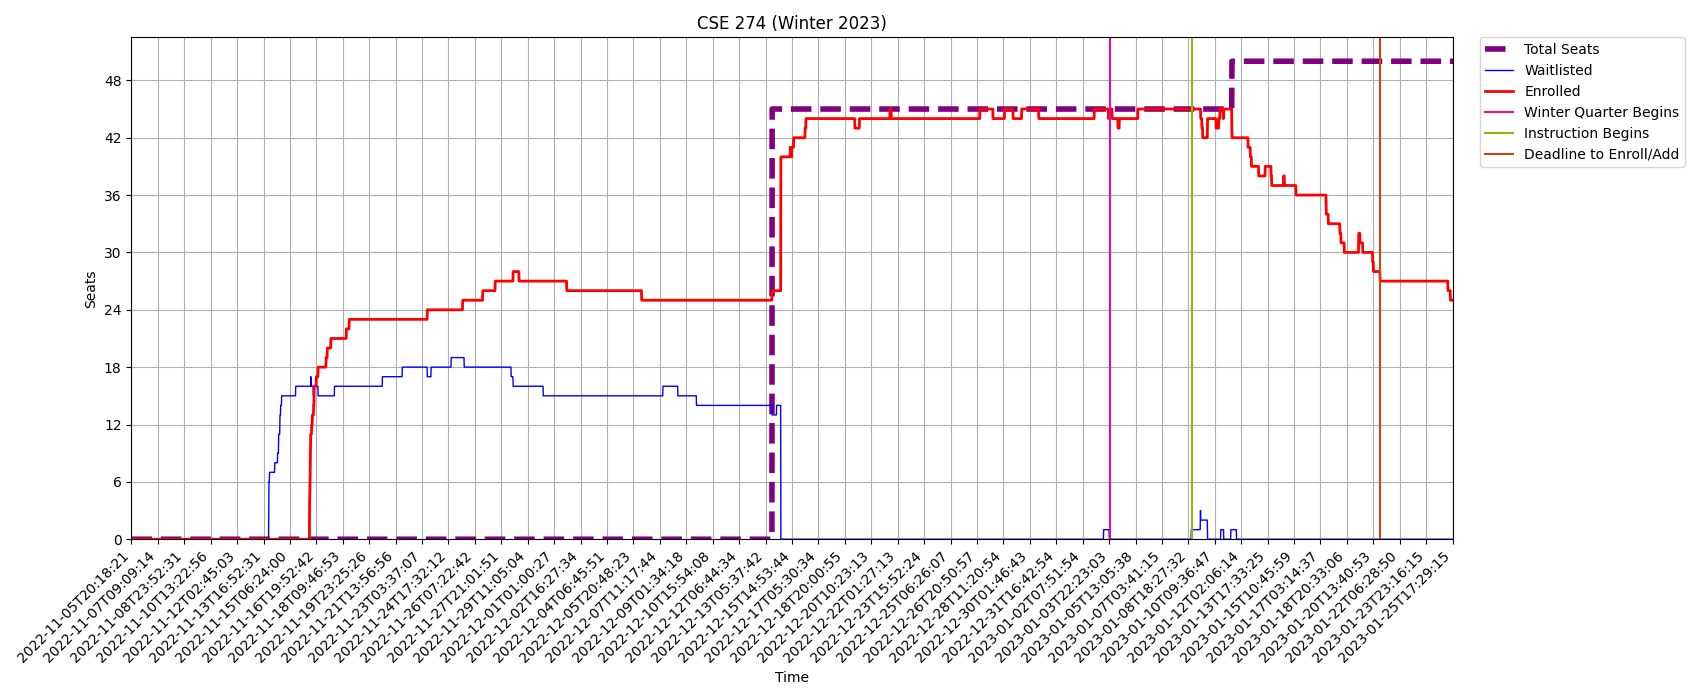 CSE 274 (Winter 2023)
Total Seats
Waitlisted
Enrolled
Winter Quarter Begins
Instruction Begins
Deadline to Enroll/Add
Seats
48
42
36
30
24
18
12
6
0
2022-11-05T20:18:21
2022-11-07T09:09:14
2022-11-08T23:52:31
2022-11-10T13:22:56
2022-11-12T02:45:03
2022-11-13T16:52:31
2022-11-15T06:24:00
2022-11-16T19:52:42
2022-11-18T09:46:53
2022-11-19T23:25:26
2022-11-21T13:56:56
2022-11-23T03:37:07
2022-11-24T17:32:12
2022-11-26T07:22:42
2022-11-27T21:01:51
2022-11-29T11:05:04
2022-12-01T01:00:27
2022-12-02T16:27:34
2022-12-04T06:45:51
2022-12-05T20:48:23
2022-12-07T11:17:44
2022-12-09T01:34:18
2022-12-10T15:54:08
2022-12-12T06:44:34
2022-12-13T05:37:42
2022-12-15T14:53:44
2022-12-17T05:30:34
2022-12-18T20:00:55
2022-12-20T10:23:13
2022-12-22T01:27:13
2022-12-23T15:52:24
2022-12-25T06:26:07
2022-12-26T20:50:57
2022-12-28T11:20:54
2022-12-30T01:46:43
2022-12-31T16:42:54
2023-01-02T07:51:54
2023-01-03T22:23:03
2023-01-05T13:05:38
2023-01-07T03:41:15
2023-01-08T18:27:32
2023-01-10T09:36:47
2023-01-12T02:06:14
2023-01-13T17:33:25
2023-01-15T10:45:59
2023-01-17T03:14:37
2023-01-18T20:33:06
2023-01-20T13:40:53
2023-01-22T06:28:50
2023-01-23T23:16:15
2023-01-25T17:29:15
Time